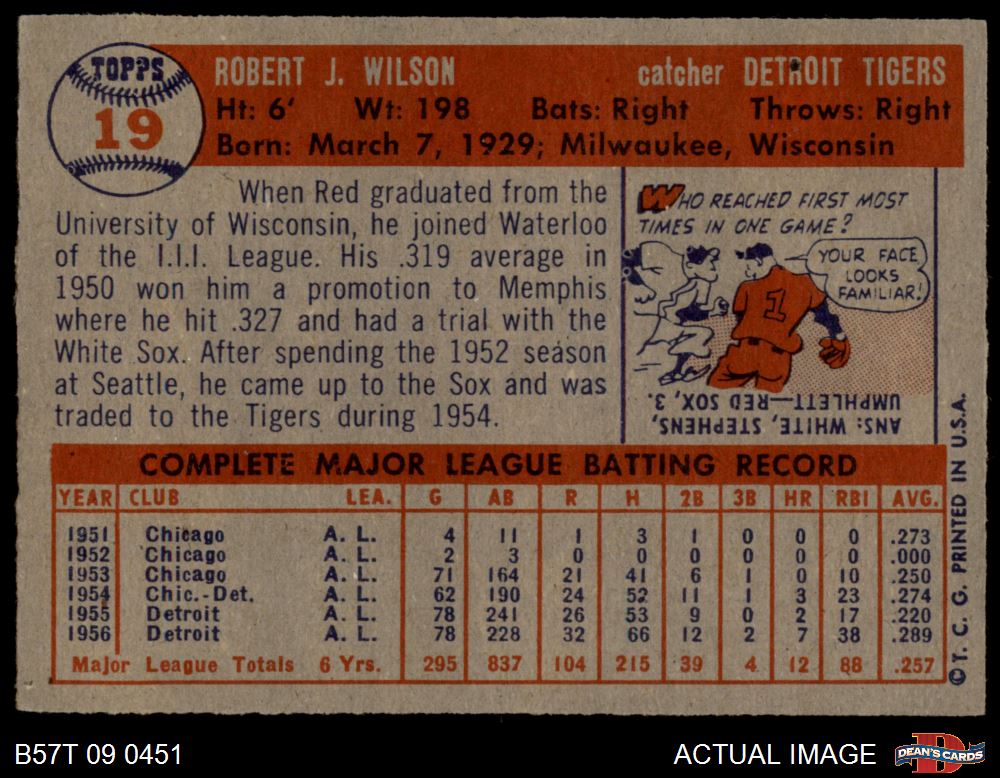 TOPPS
19
ROBERT J. WILSON catcher DETROIT TIGERS
Ht: 6' Wt: 198 Bats: Right Throws: Right
Born: March 7, 1929; Milwaukee, Wisconsin
When Red graduated from the
University of Wisconsin, he joined Waterloo
of the I.I.I. League. His .319 average in
1950 won him a promotion to Memphis
where he hit .327 and had a trial with the
White Sox. After spending the 1952 season
at Seattle, he came up to the Sox and was
traded to the Tigers during 1954.
WHO REACHED FIRST MOST
TIMES IN ONE GAME?
YOUR FACE
LOOKS
FAMILIAR!
1
ANS: WHITE, STEPHENS,
UMPHLETT—RED SOX, 3.
COMPLETE MAJOR LEAGUE BATTING RECORD
YEAR CLUB LEA. G AB R H 2B 3B HR RBI AVG.
1951 Chicago A. L. 4 11 1 3 1 0 0 0 .273
1952 Chicago A. L. 2 3 0 0 0 0 0 0 .000
1953 Chicago A. L. 71 164 21 41 6 1 0 10 .250
1954 Chic.-Det. A. L. 62 190 24 52 11 1 3 23 .274
1955 Detroit A. L. 78 241 26 53 9 0 2 17 .220
1956 Detroit A. L. 78 228 32 66 12 2 7 38 .289
Major League Totals 6 Yrs. 295 837 104 215 39 4 12 88 .257
© T. C. G. PRINTED IN U.S.A.
B57T 09 0451 ACTUAL IMAGE DEAN'S CARDS